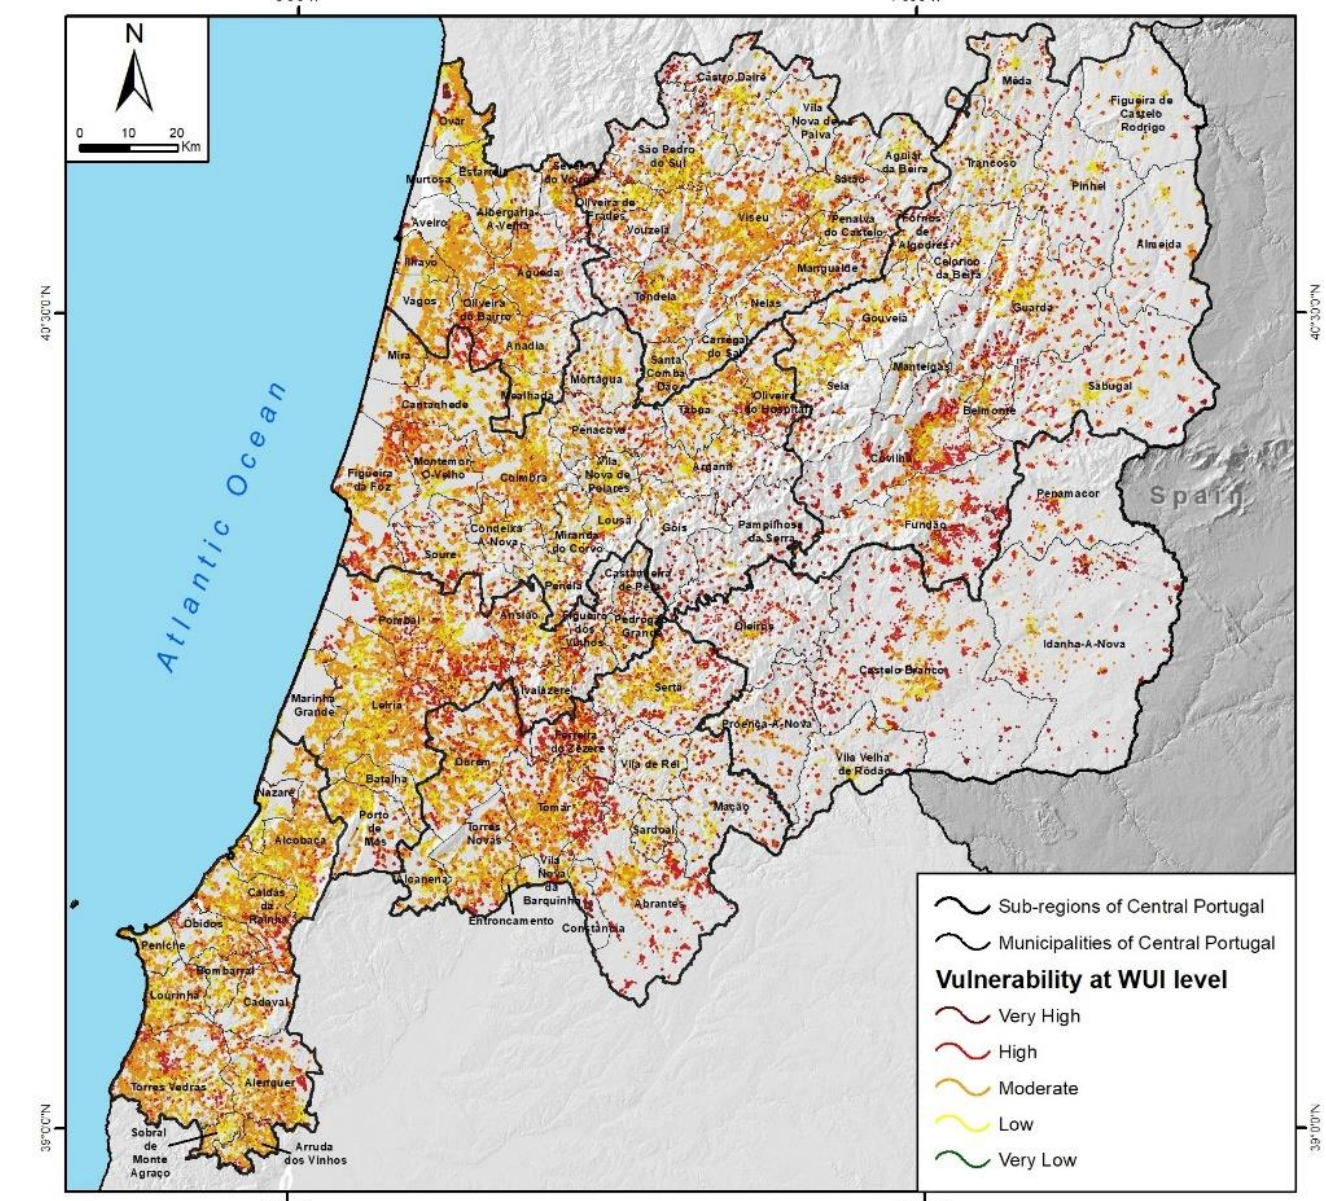 N
0 10 20
Km
40°30'0"N
40°30'0"N
39°0'0"N
39°0'0"N
Atlantic Ocean
Spain
Castro Daire
Mêda
Ovar
Vila
Nova de
Paiva
Figueira de
Castelo
Rodrigo
São Pedro
do Sul
Aguiar
da Beira
Trancoso
Murtosa
Estarreja
Sever
do Vouga
Sátão
Pinhel
Oliveira de
Frades
Aveiro
Albergaria-
A-Velha
Viseu
Penalva
do Castelo
Fornos
de
Algodres
Vouzela
Almeida
Ílhavo
Águeda
Mangualde
Celorico
da Beira
Vagos
Oliveira
do Bairro
Tondela
Nelas
Gouveia
Guarda
Mira
Anadia
Carregal
do Sal
Santa
Comba
Dão
Mortágua
Manteigas
Seia
Sabugal
Cantanhede
Mealhada
Tábua
Oliveira
do Hospital
Belmonte
Penacova
Covilhã
Figueira
da Foz
Montemor-
O-Velho
Coimbra
Vila
Nova de
Poiares
Arganil
Penamacor
Condeixa-
A-Nova
Lousã
Góis
Pampilhosa
da Serra
Fundão
Miranda
do Corvo
Soure
Penela
Castanheira
de Pêra
Pombal
Ansião
Figueiró
dos
Vinhos
Pedrógão
Grande
Oleiros
Idanha-A-Nova
Castelo Branco
Marinha
Grande
Leiria
Alvaiázere
Sertã
Proença-A-Nova
Ferreira
do Zêzere
Ourém
Vila de Rei
Vila Velha
de Ródão
Batalha
Nazaré
Tomar
Mação
Porto
de
Mós
Torres
Novas
Sardoal
Alcobaça
Alcanena
Vila
Nova
da
Barquinha
Abrantes
Caldas
da
Rainha
Entroncamento
Constância
Óbidos
Peniche
Bombarral
Lourinhã
Cadaval
Torres Vedras
Alenquer
Sobral
de
Monte
Agraço
Arruda
dos Vinhos
Sub-regions of Central Portugal
Municipalities of Central Portugal
Vulnerability at WUI level
Very High
High
Moderate
Low
Very Low